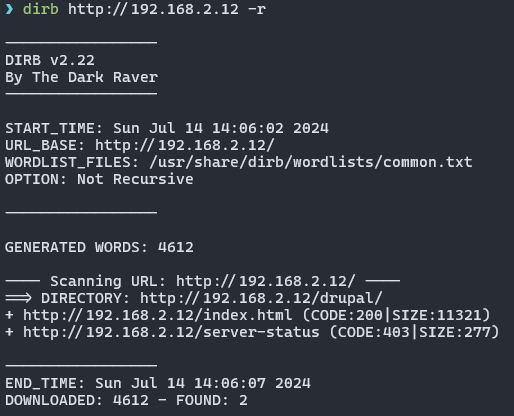 ❯ dirb http://192.168.2.12 -r
-----------------
DIRB v2.22
By The Dark Raver
-----------------
START_TIME: Sun Jul 14 14:06:02 2024
URL_BASE: http://192.168.2.12/
WORDLIST_FILES: /usr/share/dirb/wordlists/common.txt
OPTION: Not Recursive
-----------------
GENERATED WORDS: 4612
---- Scanning URL: http://192.168.2.12/ ----
==> DIRECTORY: http://192.168.2.12/drupal/
+ http://192.168.2.12/index.html (CODE:200|SIZE:11321)
+ http://192.168.2.12/server-status (CODE:403|SIZE:277)
-----------------
END_TIME: Sun Jul 14 14:06:07 2024
DOWNLOADED: 4612 - FOUND: 2